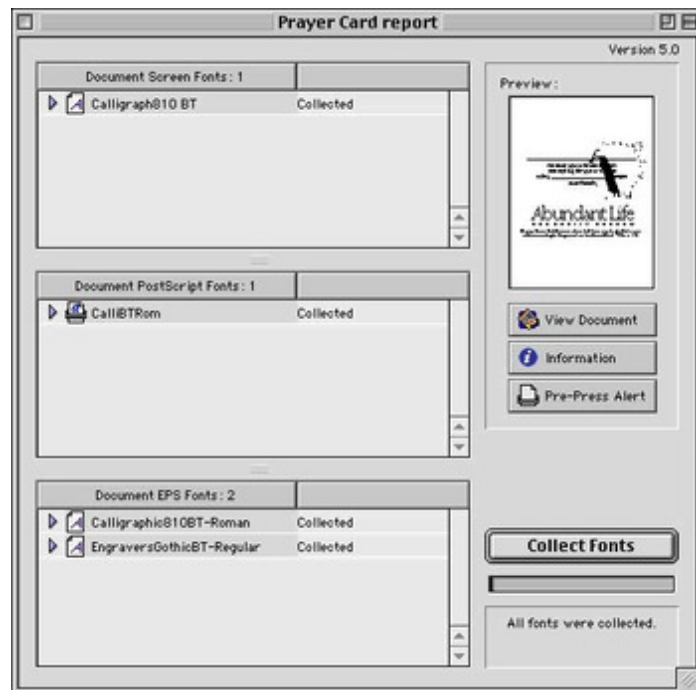 Prayer Card report
Version 5.0
Document Screen Fonts : 1
Calligraph810 BT Collected
Document PostScript Fonts : 1
CalliBTRom Collected
Document EPS Fonts : 2
Calligraphic810BT-Roman Collected
EngraversGothicBT-Regular Collected
Preview :
Abundant Life
View Document
Information
Pre-Press Alert
Collect Fonts
All fonts were collected.